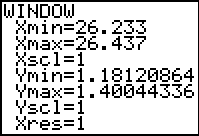 WINDOW
Xmin=26.233
Xmax=26.437
Xscl=1
Ymin=1.18120864
Ymax=1.40044336
Yscl=1
Xres=1